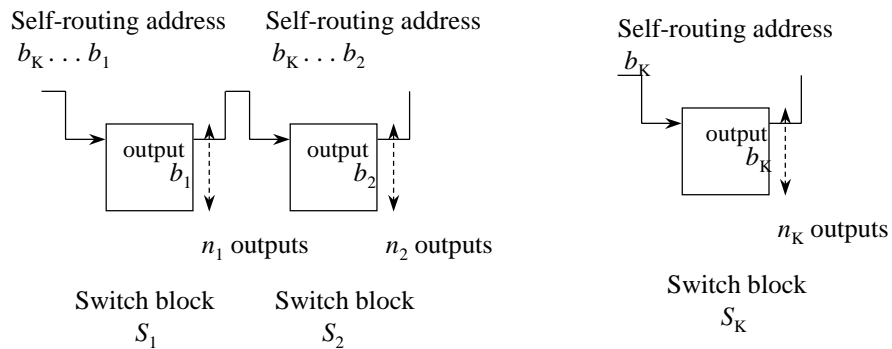 Self-routing address
b_K . . . b_1
Self-routing address
b_K . . . b_2
Self-routing address
b_K
output
b_1
output
b_2
output
b_K
n_1 outputs
n_2 outputs
n_K outputs
Switch block
S_1
Switch block
S_2
Switch block
S_K